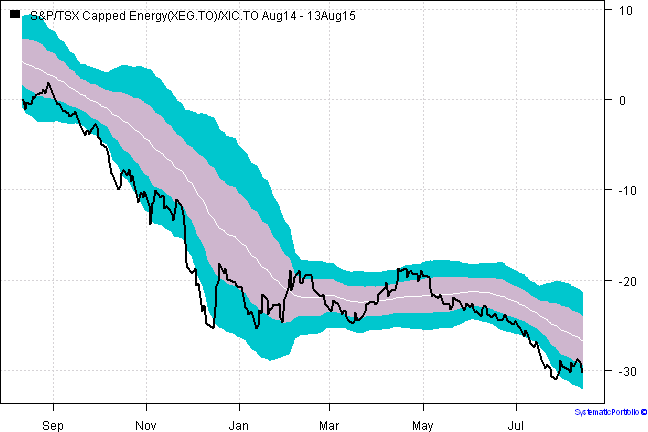 S&P/TSX Capped Energy(XEG.TO)/XIC.TO Aug14 - 13Aug15
10
0
-10
-20
-30
Sep Nov Jan Mar May Jul
SystematicPortfolio ©